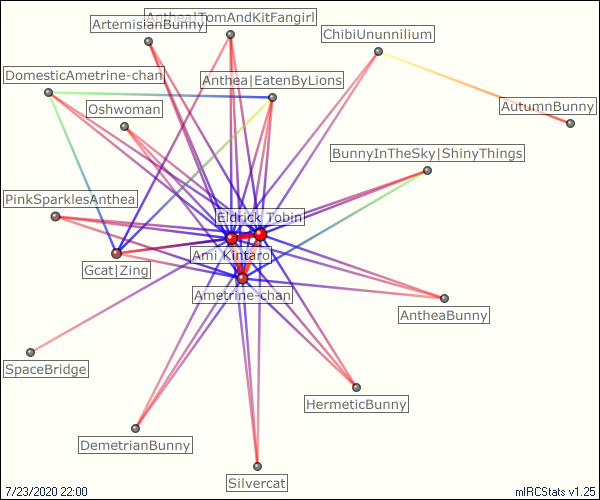 Anthea|TomAndKitFangirl
ArtemisianBunny
ChibiUnunnilium
DomesticAmetrine-chan
Anthea|EatenByLions
Oshwoman
AutumnBunny
BunnyInTheSky|ShinyThings
PinkSparklesAnthea
Eldrick Tobin
Ami Kintaro
Gcat|Zing
Ametrine-chan
AntheaBunny
SpaceBridge
HermeticBunny
DemetrianBunny
Silvercat
7/23/2020 22:00
mIRCStats v1.25